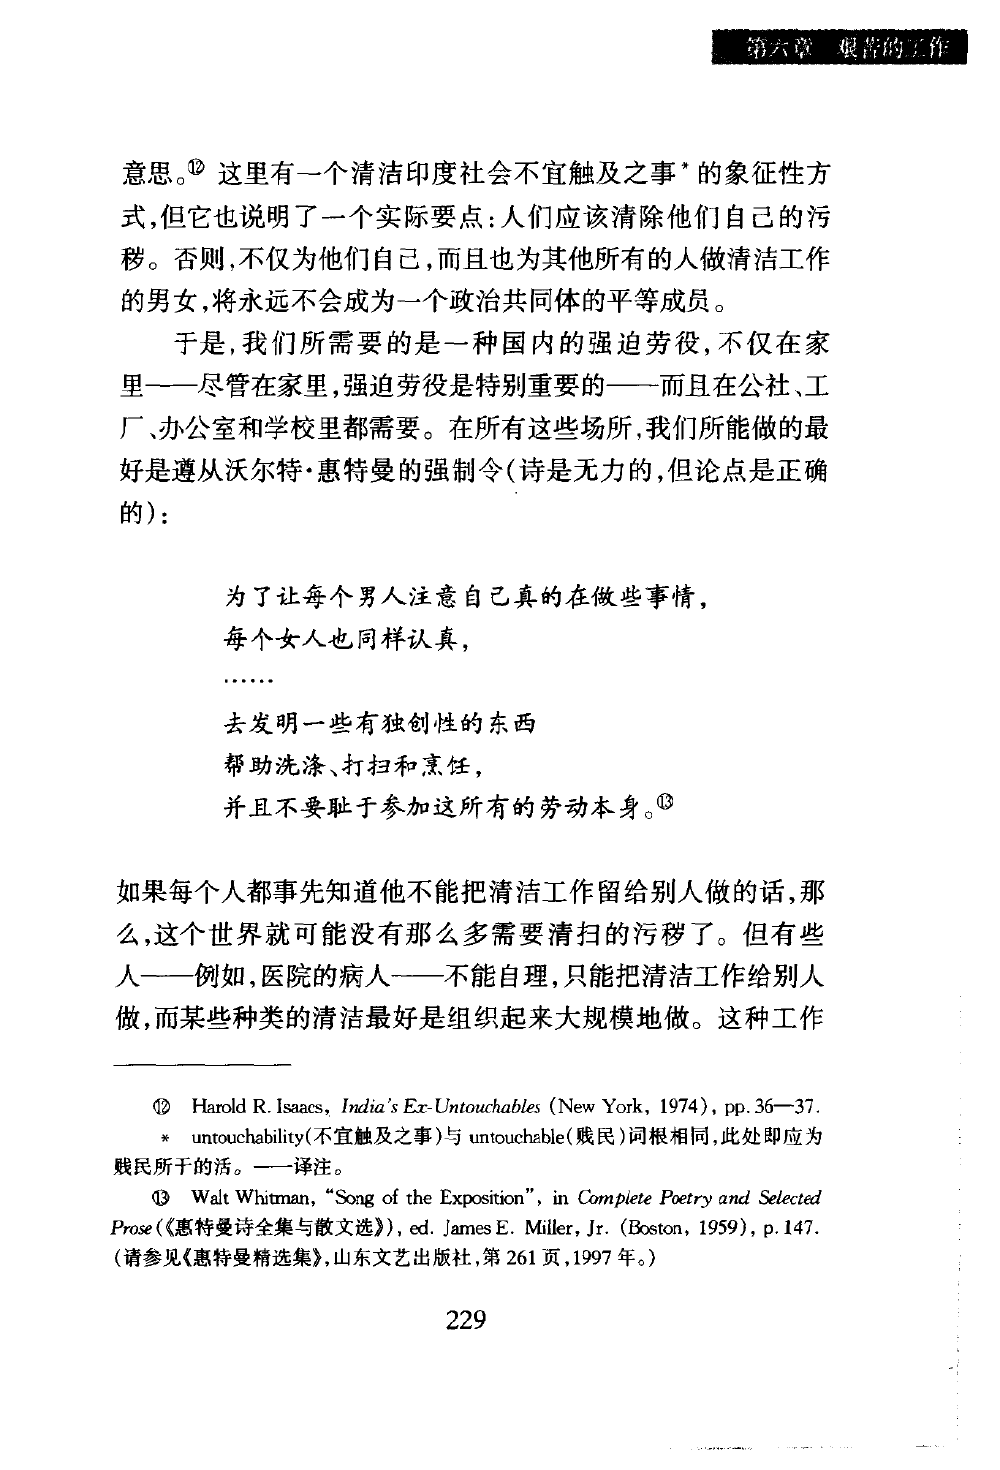 第六章 艰苦的工作
意思。⑫ 这里有一个清洁印度社会不宜触及之事*的象征性方
式,但它也说明了一个实际要点:人们应该清除他们自己的污
秽。否则,不仅为他们自己,而且也为其他所有的人做清洁工作
的男女,将永远不会成为一个政治共同体的平等成员。
于是,我们所需要的是一种国内的强迫劳役,不仅在家
里——尽管在家里,强迫劳役是特别重要的——而且在公社、工
厂、办公室和学校里都需要。在所有这些场所,我们所能做的最
好是遵从沃尔特·惠特曼的强制令(诗是无力的,但论点是正确
的):
为了让每个男人注意自己真的在做些事情,
每个女人也同样认真,
……
去发明一些有独创性的东西
帮助洗涤、打扫和烹饪,
并且不要耻于参加这所有的劳动本身。⑬
如果每个人都事先知道他不能把清洁工作留给别人做的话,那
么,这个世界就可能没有那么多需要清扫的污秽了。但有些
人——例如,医院的病人——不能自理,只能把清洁工作给别人
做,而某些种类的清洁最好是组织起来大规模地做。这种工作
⑫ Harold R. Isaacs, India's Ex-Untouchables (New York, 1974), pp. 36—37.
* untouchability(不宜触及之事)与 untouchable(贱民)词根相同,此处即应为
贱民所干的活。——译注。
⑬ Walt Whitman, “Song of the Exposition”, in Complete Poetry and Selected
Prose(《惠特曼诗全集与散文选》), ed. James E. Miller, Jr. (Boston, 1959), p. 147.
(请参见《惠特曼精选集》,山东文艺出版社,第 261 页,1997 年。)
229